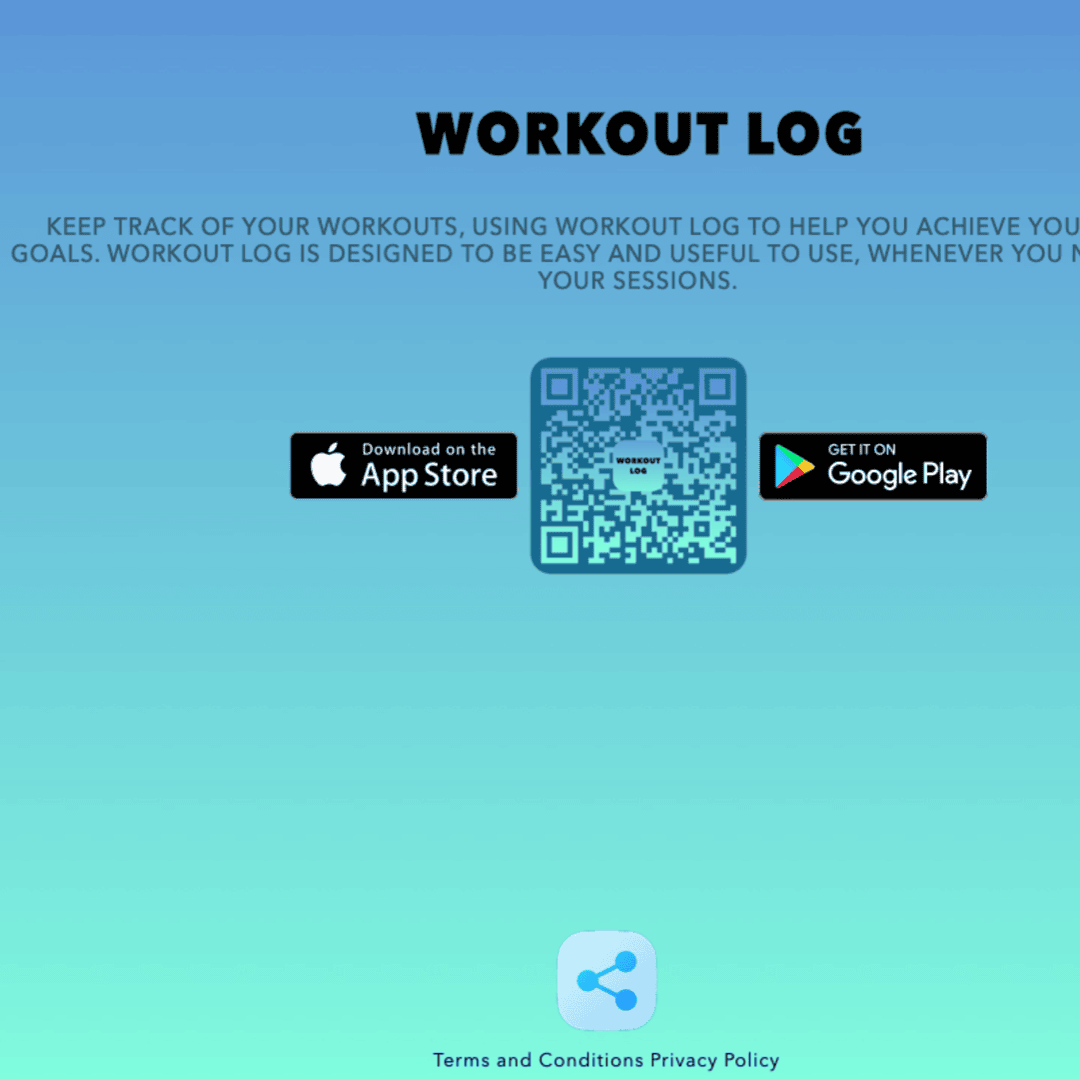 WORKOUT LOG
KEEP TRACK OF YOUR WORKOUTS, USING WORKOUT LOG TO HELP YOU ACHIEVE YOU
GOALS. WORKOUT LOG IS DESIGNED TO BE EASY AND USEFUL TO USE, WHENEVER YOU N
YOUR SESSIONS.
Download on the
App Store
WORKOUT
LOG
GET IT ON
Google Play
Terms and Conditions Privacy Policy